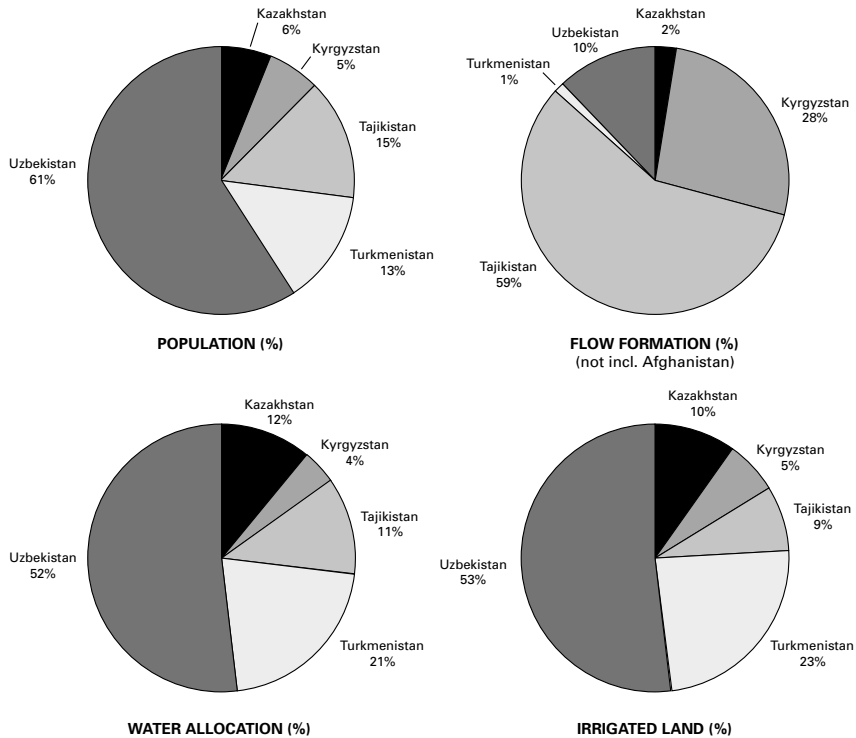 Kazakhstan
6%
Kyrgyzstan
5%
Tajikistan
15%
Turkmenistan
13%
Uzbekistan
61%
POPULATION (%)
Kazakhstan
2%
Kyrgyzstan
28%
Tajikistan
59%
Turkmenistan
1%
Uzbekistan
10%
FLOW FORMATION (%)
(not incl. Afghanistan)
Kazakhstan
12%
Kyrgyzstan
4%
Tajikistan
11%
Turkmenistan
21%
Uzbekistan
52%
WATER ALLOCATION (%)
Kazakhstan
10%
Kyrgyzstan
5%
Tajikistan
9%
Turkmenistan
23%
Uzbekistan
53%
IRRIGATED LAND (%)